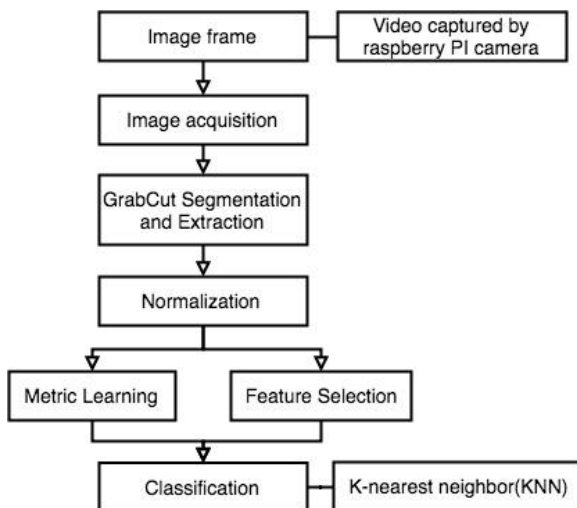 Image frame
Video captured by
raspberry PI camera
Image acquisition
GrabCut Segmentation
and Extraction
Normalization
Metric Learning
Feature Selection
Classification
K-nearest neighbor(KNN)